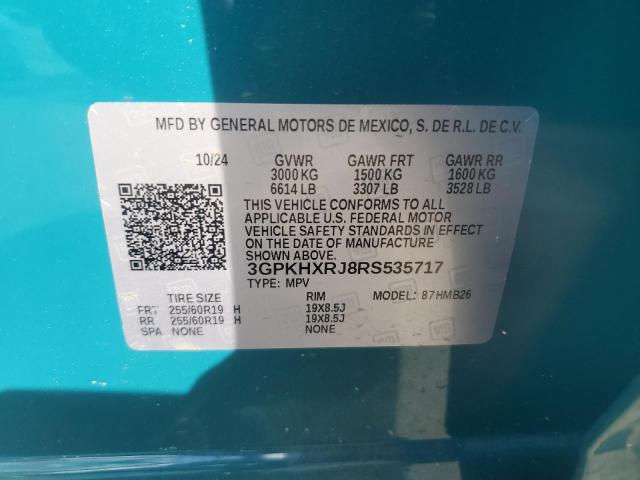 MFD BY GENERAL MOTORS DE MEXICO, S. DE R.L. DE C.V.
10/24 GVWR GAWR FRT GAWR RR
3000 KG 1500 KG 1600 KG
6614 LB 3307 LB 3528 LB
THIS VEHICLE CONFORMS TO ALL
APPLICABLE U.S. FEDERAL MOTOR
VEHICLE SAFETY STANDARDS IN EFFECT
ON THE DATE OF MANUFACTURE
SHOWN ABOVE.
3GPKHXRJ8RS535717
TYPE: MPV MODEL: 87HMB26
TIRE SIZE RIM
FRT 255/60R19 H 19X8.5J
RR 255/60R19 H 19X8.5J
SPA NONE NONE